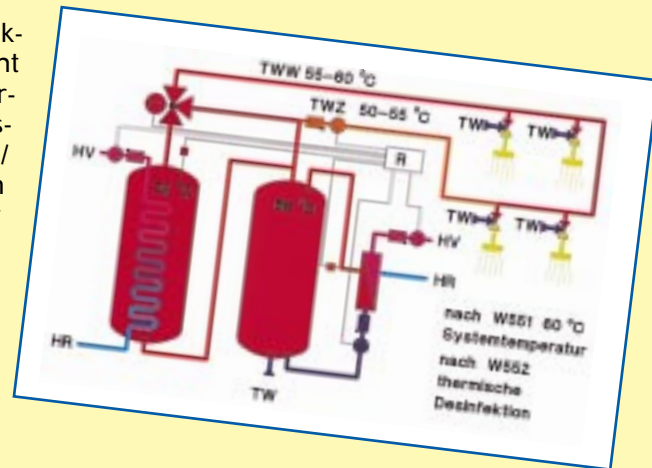 k-
nt
r-
s-
/
n
TWW 55–60 °C
TWZ 50–55 °C
TW
TW
R
HV
TW
TW
HV
HR
HR
TW
nach W551 60 °C
Systemtemperatur
nach W552
thermische
Desinfektion